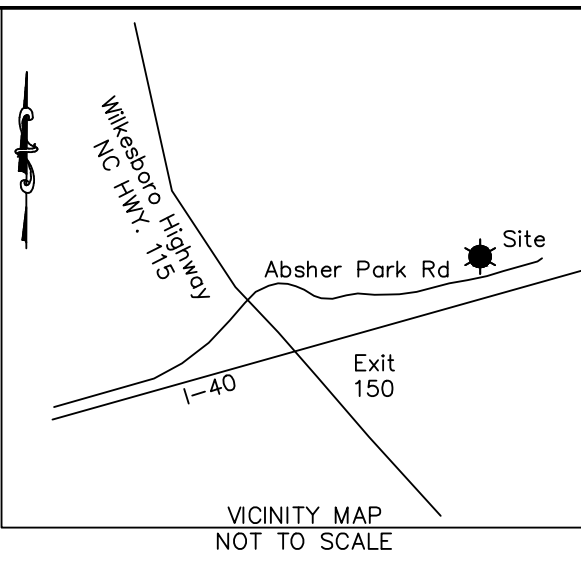 Wilkesboro Highway
NC HWY. 115
Site
Absher Park Rd
Exit
150
I-40
VICINITY MAP
NOT TO SCALE